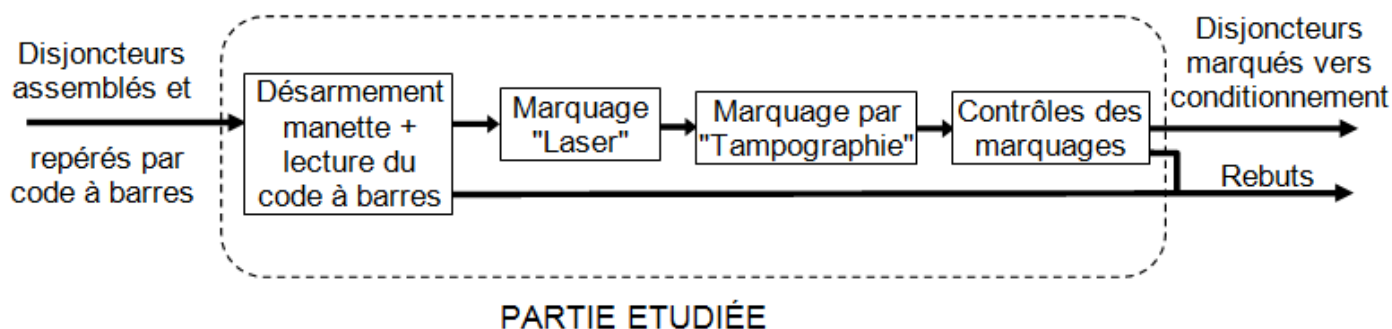 Disjoncteurs
assemblés et
repérés par
code à barres
Désarmement
manette +
lecture du
code à barres
Marquage
"Laser"
Marquage par
"Tampographie"
Contrôles des
marquages
Disjoncteurs
marqués vers
conditionnement
Rebuts
PARTIE ETUDIÉE